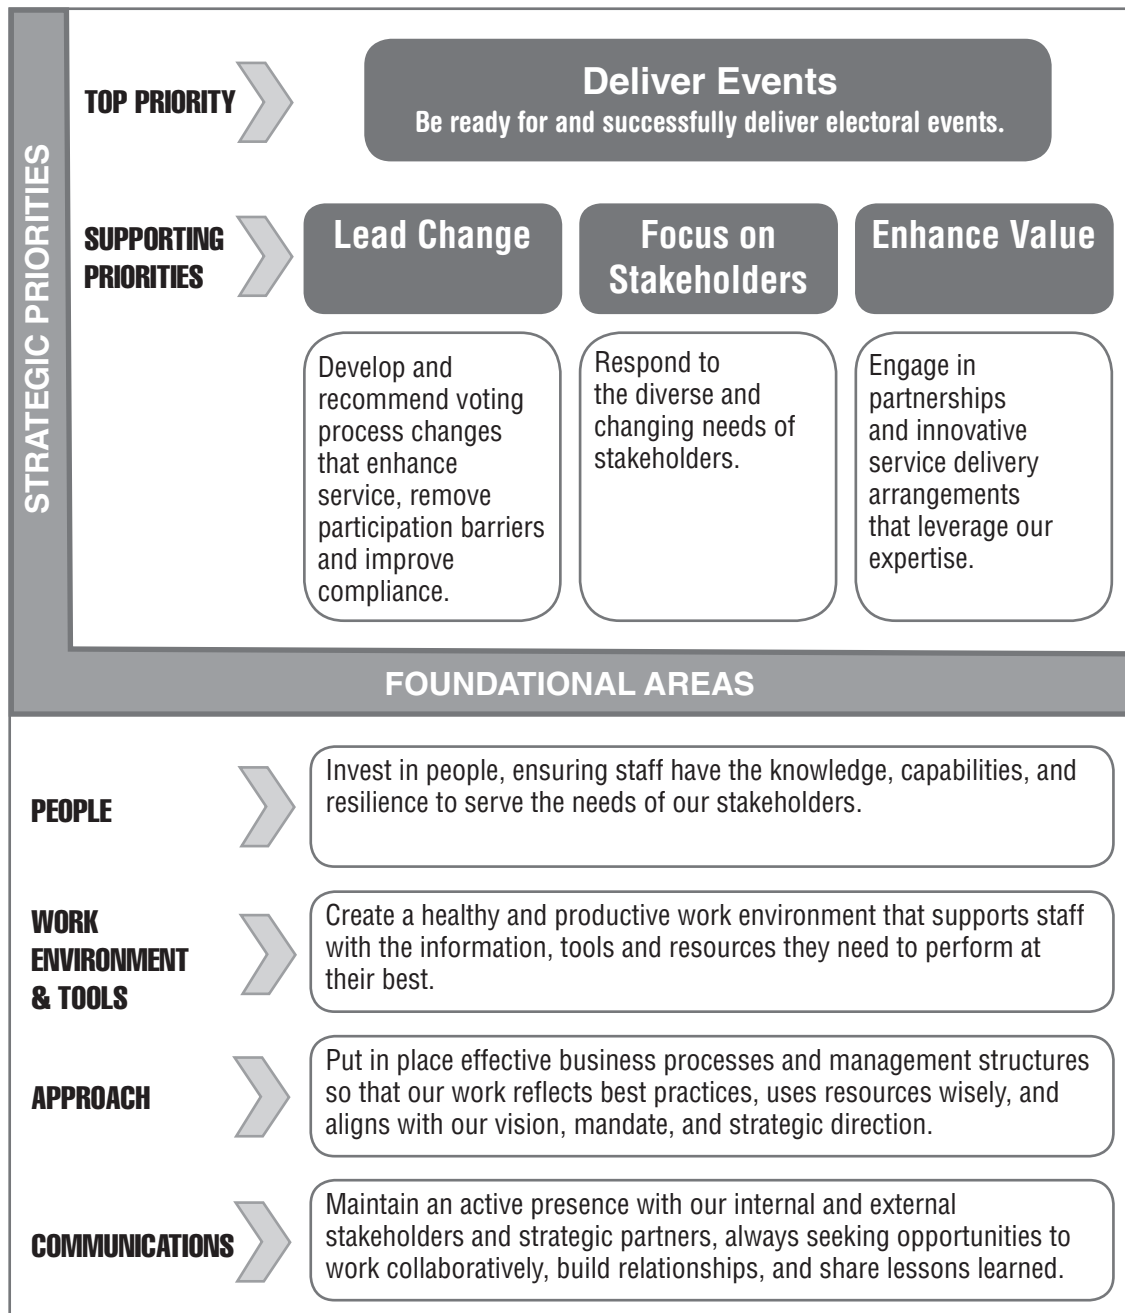 STRATEGIC PRIORITIES
TOP PRIORITY
Deliver Events
Be ready for and successfully deliver electoral events.
SUPPORTING
PRIORITIES
Lead Change
Focus on
Stakeholders
Enhance Value
Develop and
recommend voting
process changes
that enhance
service, remove
participation barriers
and improve
compliance.
Respond to
the diverse and
changing needs of
stakeholders.
Engage in
partnerships
and innovative
service delivery
arrangements
that leverage our
expertise.
FOUNDATIONAL AREAS
PEOPLE
Invest in people, ensuring staff have the knowledge, capabilities, and
resilience to serve the needs of our stakeholders.
WORK
ENVIRONMENT
& TOOLS
Create a healthy and productive work environment that supports staff
with the information, tools and resources they need to perform at
their best.
APPROACH
Put in place effective business processes and management structures
so that our work reflects best practices, uses resources wisely, and
aligns with our vision, mandate, and strategic direction.
COMMUNICATIONS
Maintain an active presence with our internal and external
stakeholders and strategic partners, always seeking opportunities to
work collaboratively, build relationships, and share lessons learned.